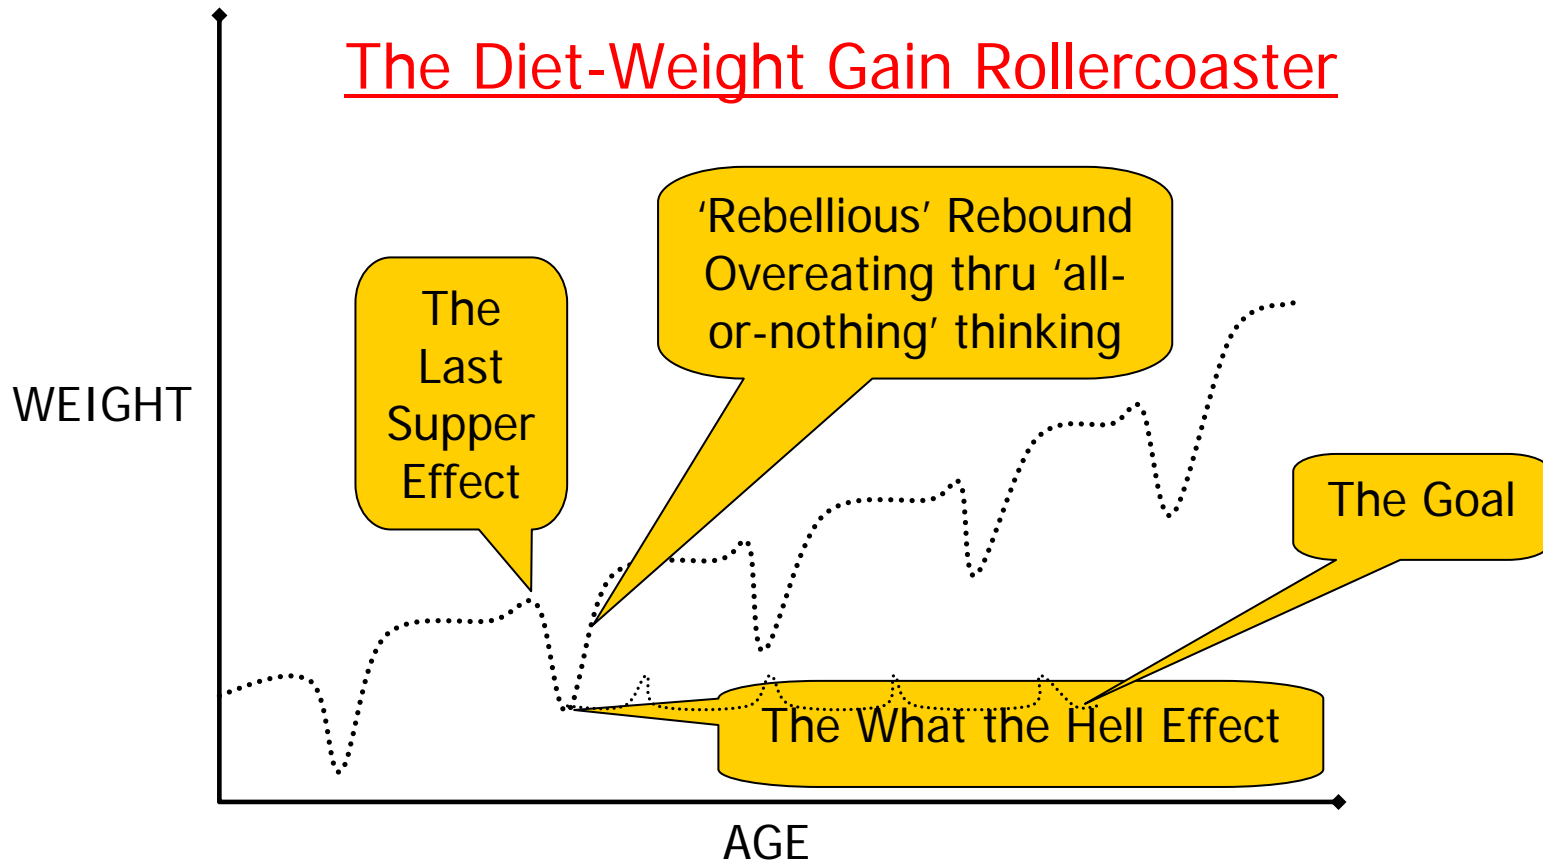 The Diet-Weight Gain Rollercoaster
‘Rebellious’ Rebound
Overeating thru ‘all-
or-nothing’ thinking
The
Last
Supper
Effect
WEIGHT
The Goal
The What the Hell Effect
AGE